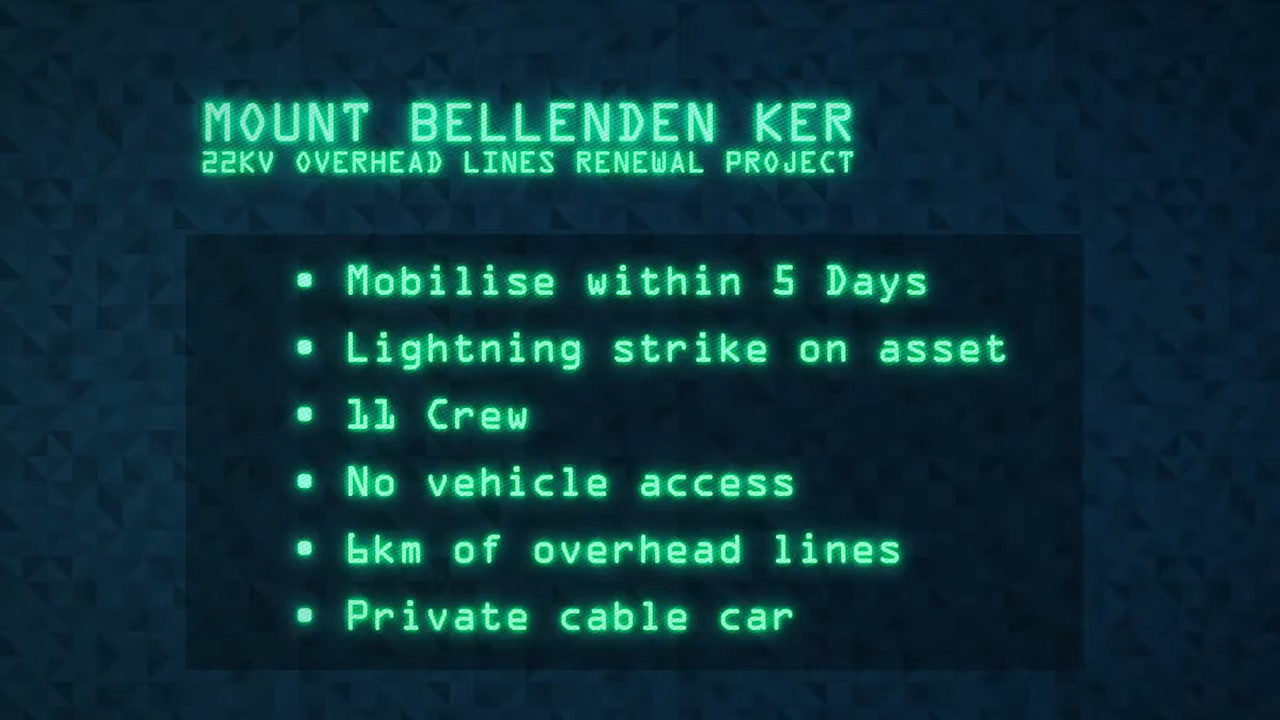 MOUNT BELLENDEN KER
22KV OVERHEAD LINES RENEWAL PROJECT
• Mobilise within 5 Days
• Lightning strike on asset
• 11 Crew
• No vehicle access
• 6km of overhead lines
• Private cable car